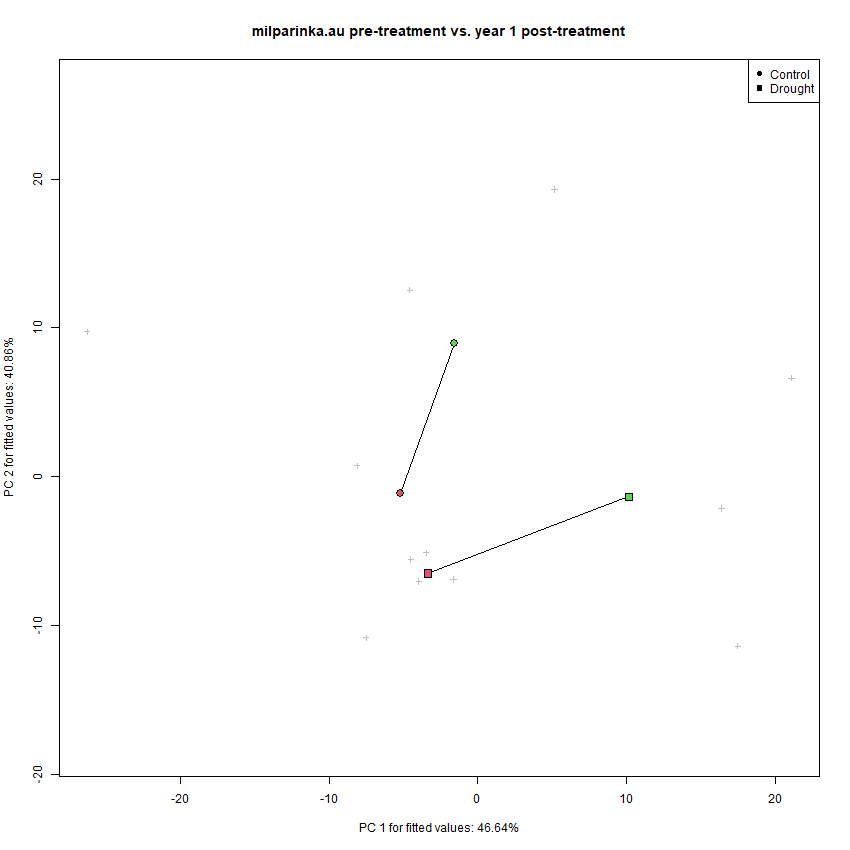 milparinka.au pre-treatment vs. year 1 post-treatment
Control
Drought
PC 2 for fitted values: 40.86%
20
10
0
-10
-20
-20
-10
0
10
20
PC 1 for fitted values: 46.64%